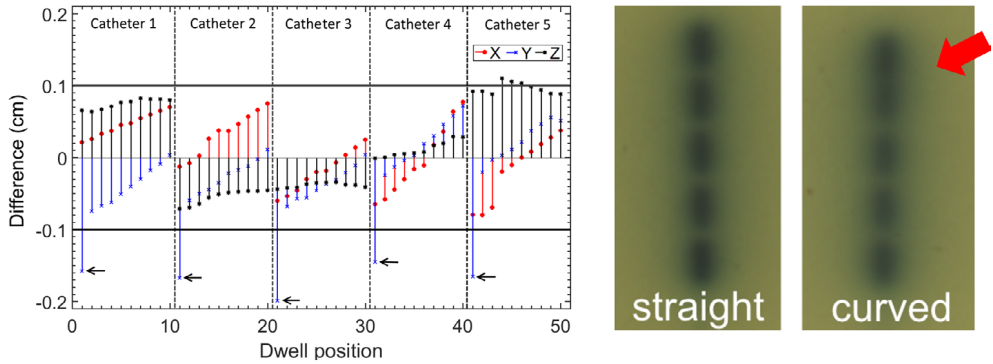 Catheter 1 Catheter 2 Catheter 3 Catheter 4 Catheter 5
X Y Z
0.2
0.1
0
-0.1
-0.2
Difference (cm)
0 10 20 30 40 50
Dwell position
straight
curved